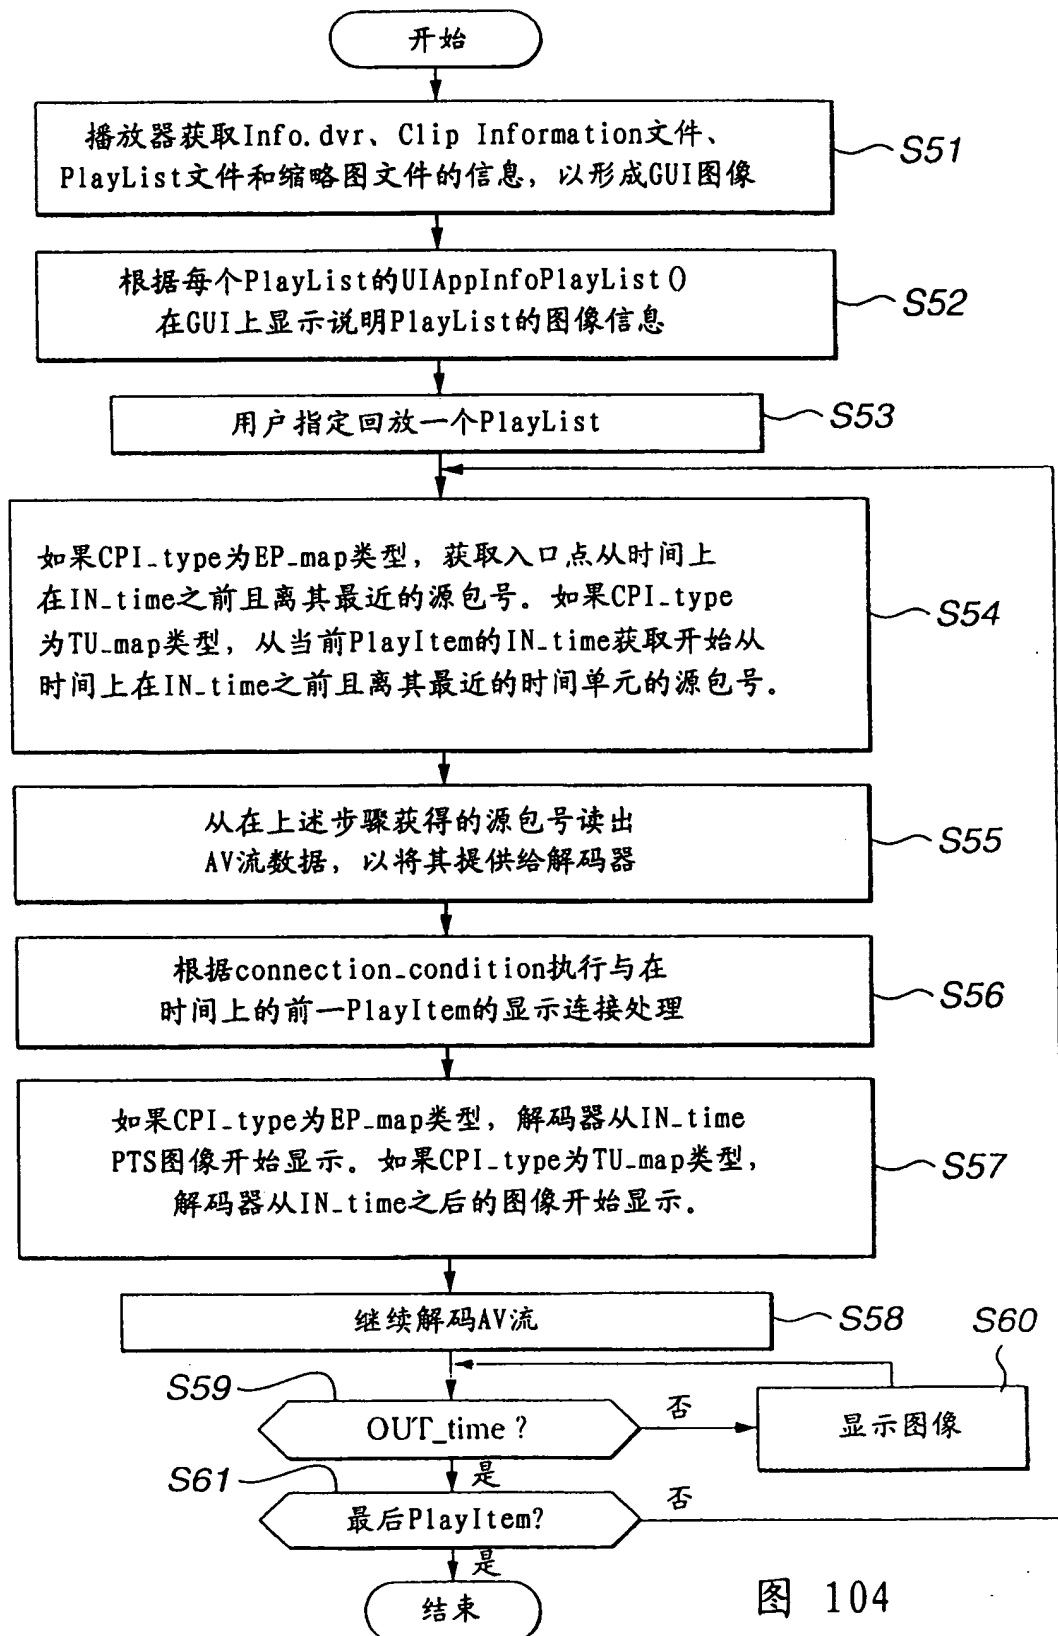 开始
播放器获取Info.dvr、Clip Information文件、
PlayList文件和缩略图文件的信息，以形成GUI图像
S51
根据每个PlayList的UIAppInfoPlayList()
在GUI上显示说明PlayList的图像信息
S52
用户指定回放一个PlayList
S53
如果CPI_type为EP_map类型，获取入口点从时间上
在IN_time之前且离其最近的源包号。如果CPI_type
为TU_map类型，从当前PlayItem的IN_time获取开始从
时间上在IN_time之前且离其最近的时间单元的源包号。
S54
从在上述步骤获得的源包号读出
AV流数据，以将其提供给解码器
S55
根据connection_condition执行与在
时间上的前一PlayItem的显示连接处理
S56
如果CPI_type为EP_map类型，解码器从IN_time
PTS图像开始显示。如果CPI_type为TU_map类型，
解码器从IN_time之后的图像开始显示。
S57
继续解码AV流
S58
S60
S59
OUT_time？
否
显示图像
是
S61
最后PlayItem?
否
是
结束
图 104